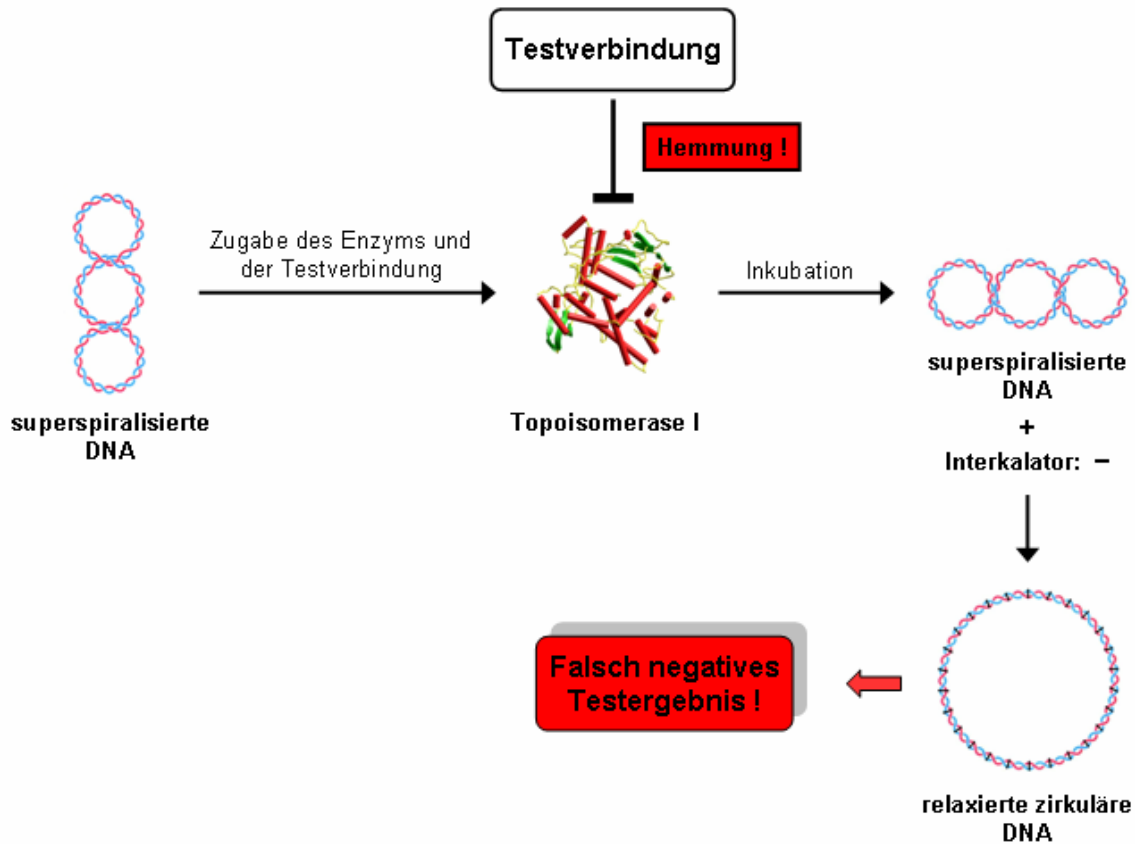 Testverbindung
Hemmung !
Zugabe des Enzyms und
der Testverbindung
Inkubation
superspiralisierte
DNA
Topoisomerase I
superspiralisierte
DNA
+
Interkalator: –
Falsch negatives
Testergebnis !
relaxierte zirkuläre
DNA